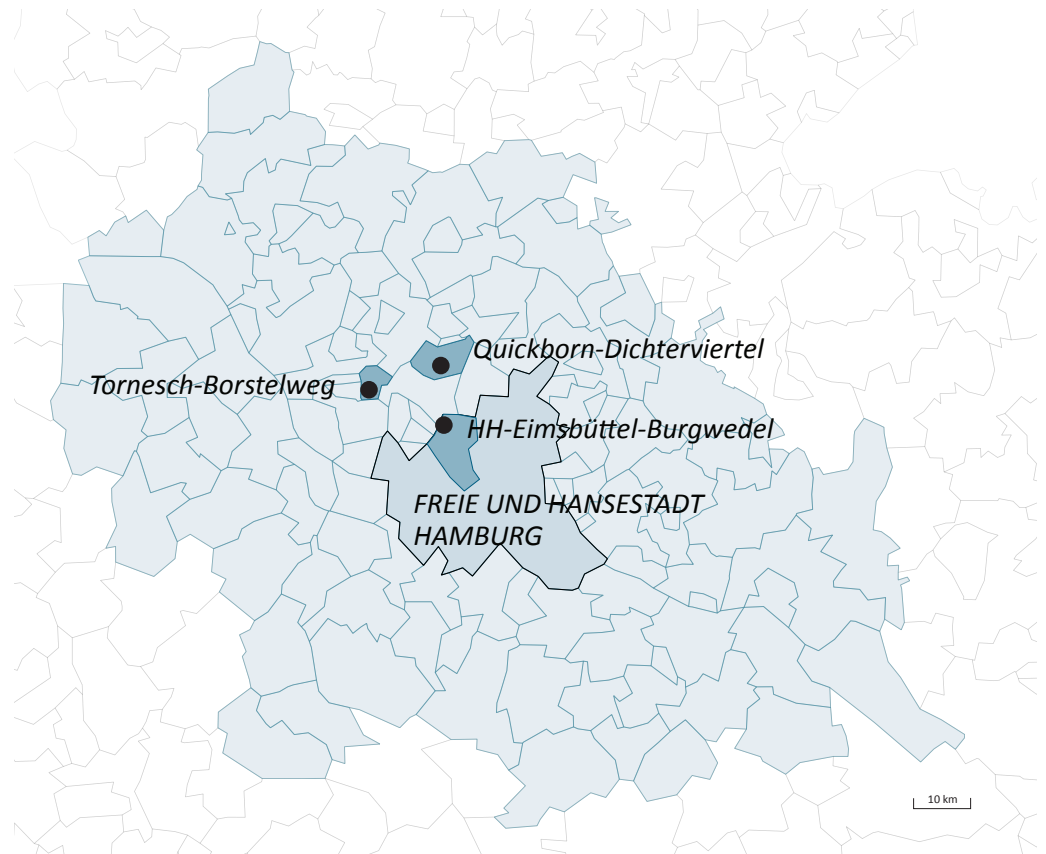 Quickborn-Dichterviertel
Tornesch-Borstelweg
HH-Eimsbüttel-Burgwedel
FREIE UND HANSESTADT
HAMBURG
10 km